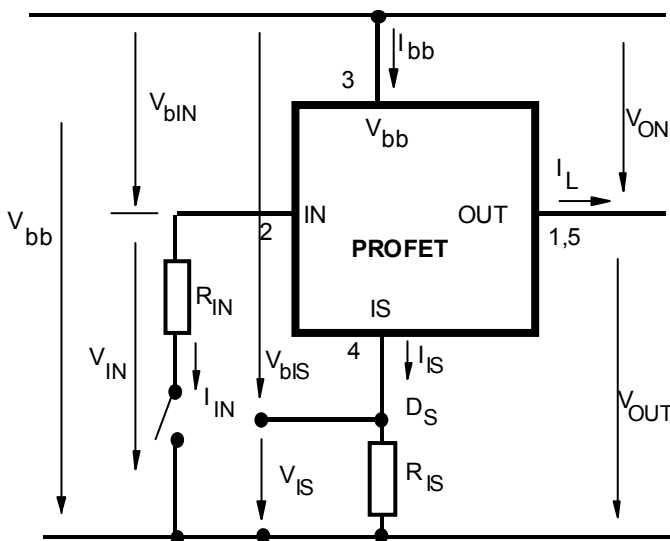 I bb
3
V bIN
V bb
V ON
I L
V bb
2
IN
OUT
1,5
PROFET
IS
R IN
4
I IS
V IN
V bIS
I IN
D S
V OUT
V IS
R IS